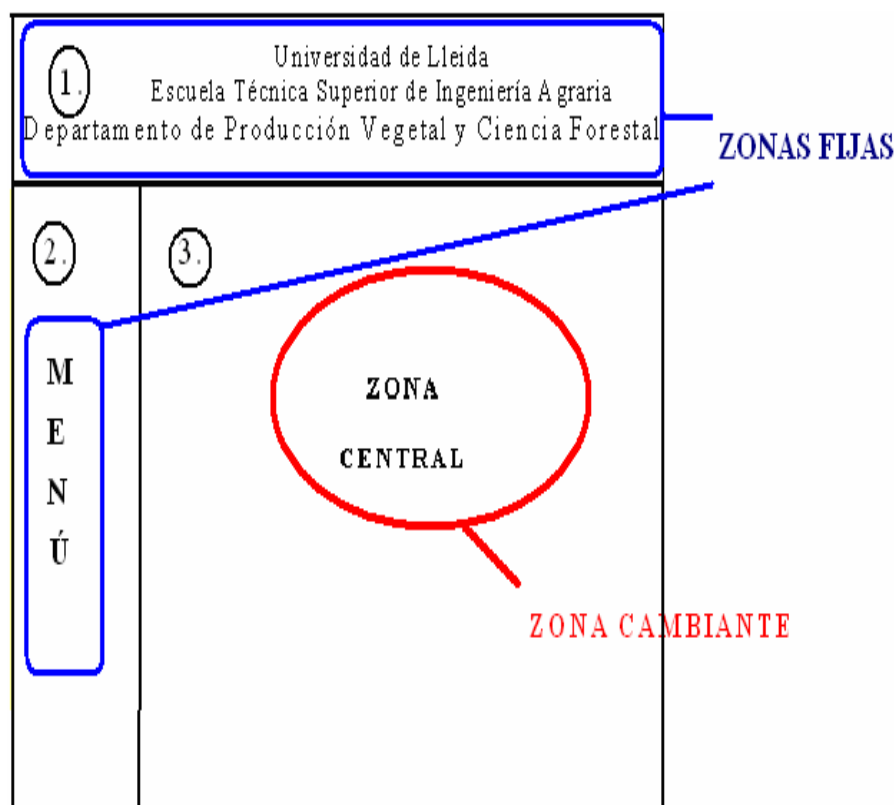 1.
Universidad de Lleida
Escuela Técnica Superior de Ingeniería Agraria
Departamento de Producción Vegetal y Ciencia Forestal
ZONAS FIJAS
2.
3.
M
E
N
Ú
ZONA
CENTRAL
ZONA CAMBIANTE